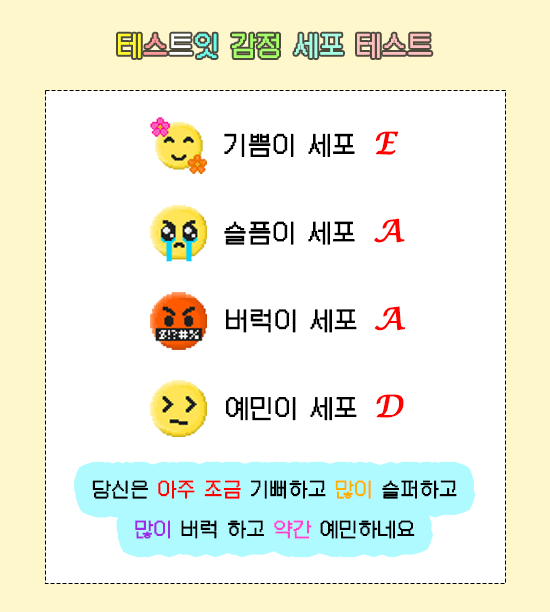 테스트잇 감정 세포 테스트
기쁨이 세포 E
슬픔이 세포 A
버럭이 세포 A
$!?#%
예민이 세포 D
당신은 아주 조금 기뻐하고 많이 슬퍼하고
많이 버럭 하고 약간 예민하네요